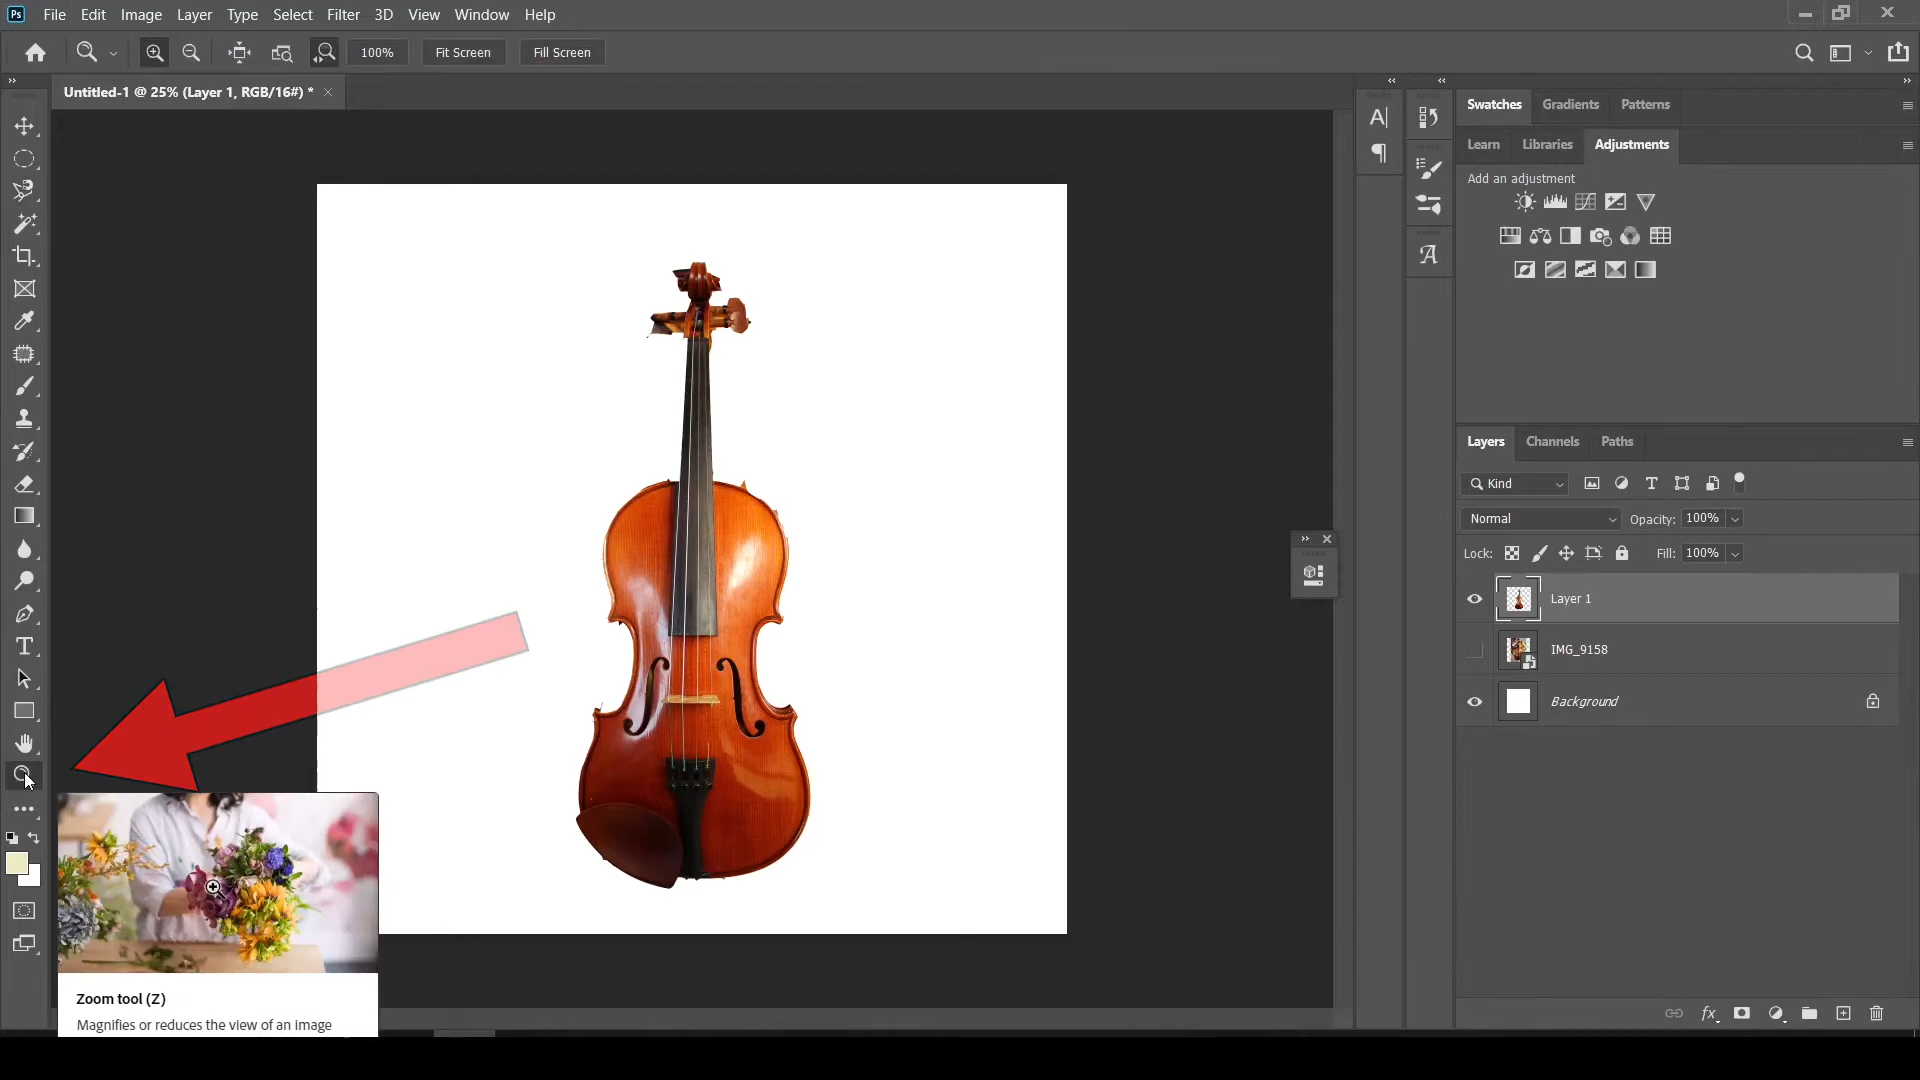 Ps File Edit Image Layer Type Select Filter 3D View Window Help
100% Fit Screen Fill Screen
Untitled-1 @ 25% (Layer 1, RGB/16#) *
Swatches Gradients Patterns
Learn Libraries Adjustments
Add an adjustment
Layers Channels Paths
Kind
Normal Opacity: 100%
Lock: Fill: 100%
Layer 1
IMG_9158
Background
Zoom tool (Z)
Magnifies or reduces the view of an image